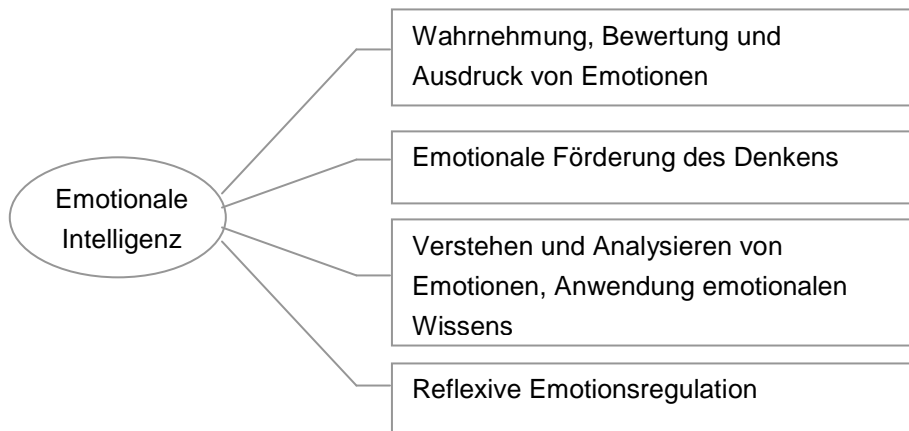 Wahrnehmung, Bewertung und
Ausdruck von Emotionen
Emotionale Förderung des Denkens
Emotionale
Intelligenz
Verstehen und Analysieren von
Emotionen, Anwendung emotionalen
Wissens
Reflexive Emotionsregulation